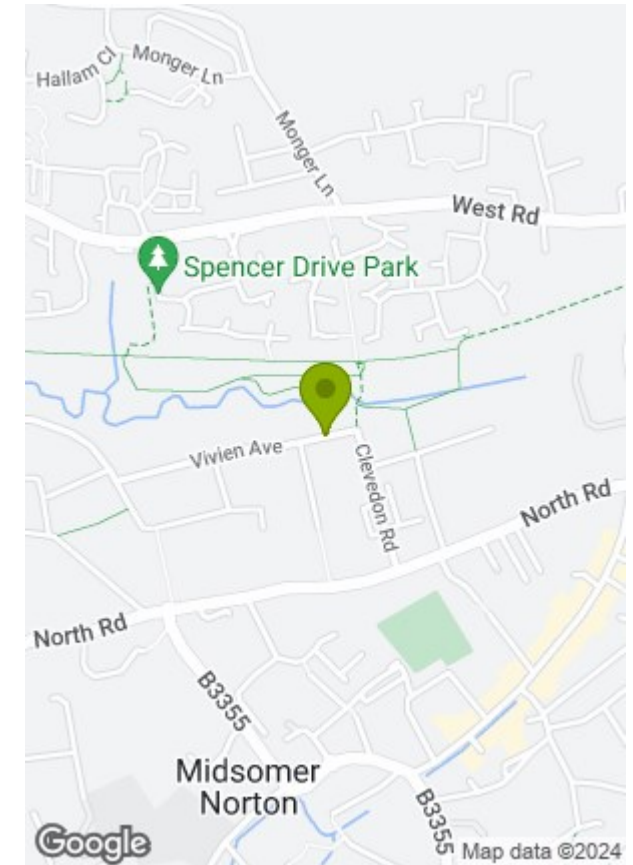 Hallam Cl
Monger Ln
Monger Ln
West Rd
Spencer Drive Park
Vivien Ave
Clevedon Rd
North Rd
North Rd
B3355
Midsomer
Norton
B3355
Google
Map data ©2024